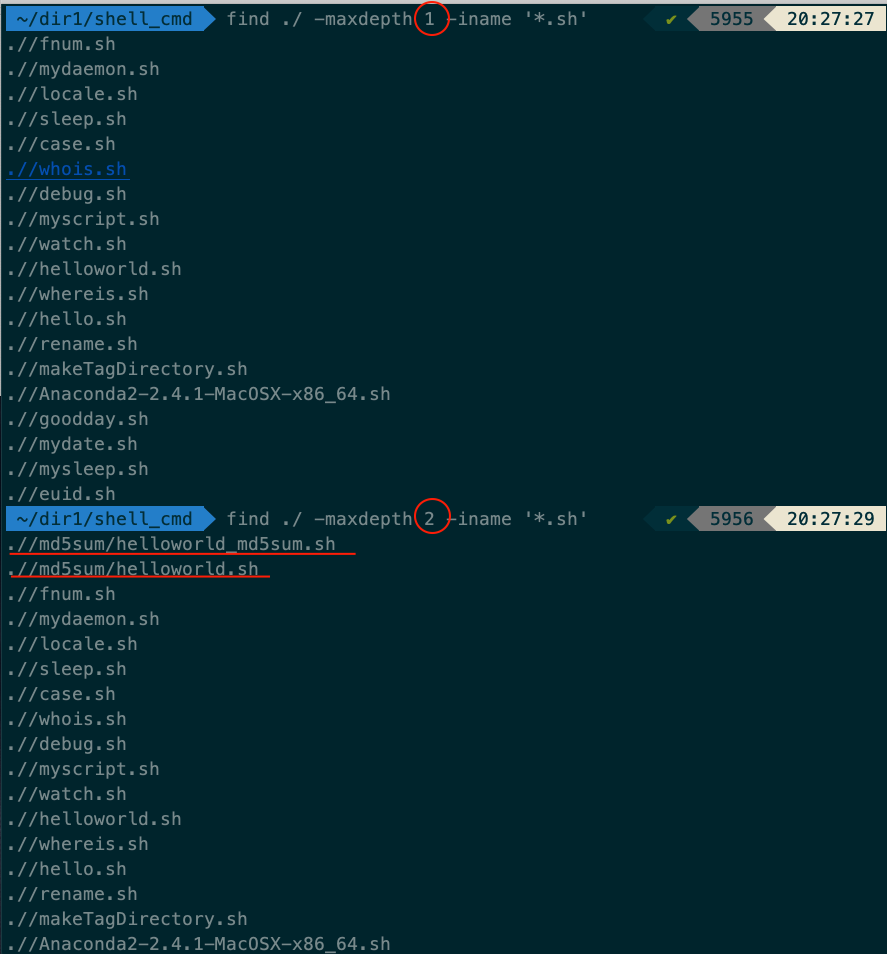 ~/dir1/shell_cmd find ./ -maxdepth 1 -iname '*.sh' ✔ 5955 20:27:27
.//fnum.sh
.//mydaemon.sh
.//locale.sh
.//sleep.sh
.//case.sh
.//whois.sh
.//debug.sh
.//myscript.sh
.//watch.sh
.//helloworld.sh
.//whereis.sh
.//hello.sh
.//rename.sh
.//makeTagDirectory.sh
.//Anaconda2-2.4.1-MacOSX-x86_64.sh
.//goodday.sh
.//mydate.sh
.//mysleep.sh
.//euid.sh
~/dir1/shell_cmd find ./ -maxdepth 2 -iname '*.sh' ✔ 5956 20:27:29
.//md5sum/helloworld_md5sum.sh
.//md5sum/helloworld.sh
.//fnum.sh
.//mydaemon.sh
.//locale.sh
.//sleep.sh
.//case.sh
.//whois.sh
.//debug.sh
.//myscript.sh
.//watch.sh
.//helloworld.sh
.//whereis.sh
.//hello.sh
.//rename.sh
.//makeTagDirectory.sh
.//Anaconda2-2.4.1-MacOSX-x86_64.sh